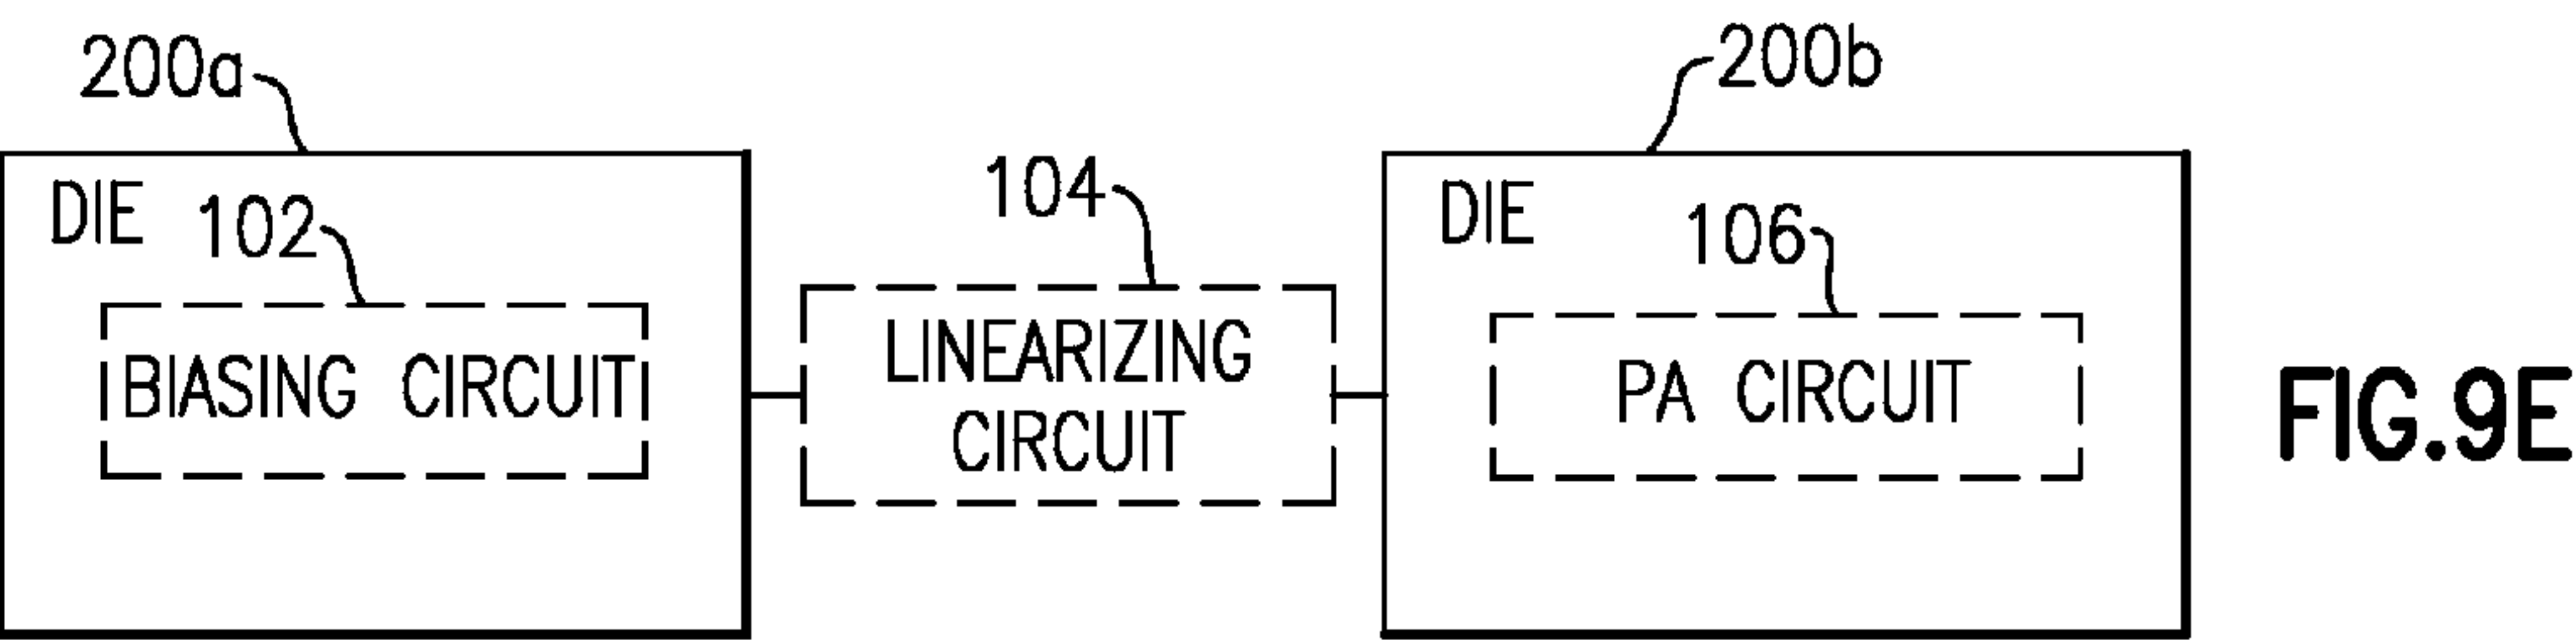 200a
200b
DIE
102
BIASING CIRCUIT
104
LINEARIZING
CIRCUIT
DIE
106
PA CIRCUIT
FIG.9E